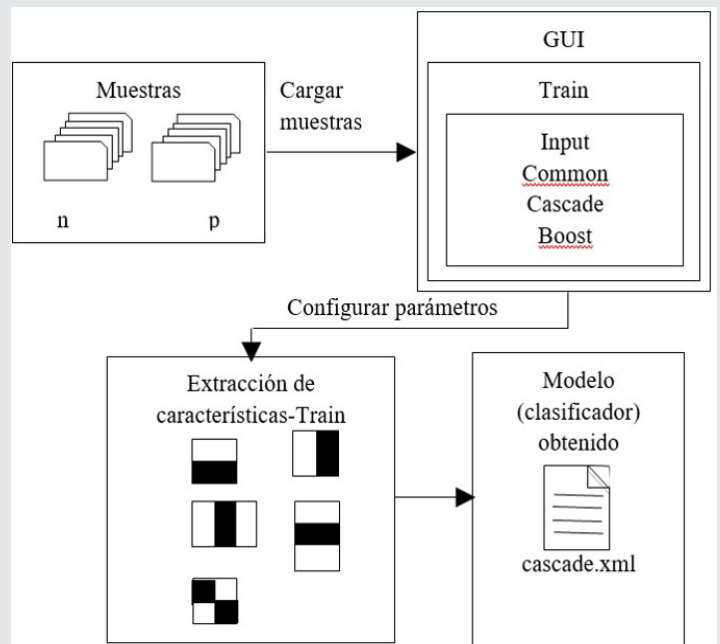 Muestras
n
p
Cargar
muestras
GUI
Train
Input
Common
Cascade
Boost
Configurar parámetros
Extracción de
características-Train
Modelo
(clasificador)
obtenido
cascade.xml